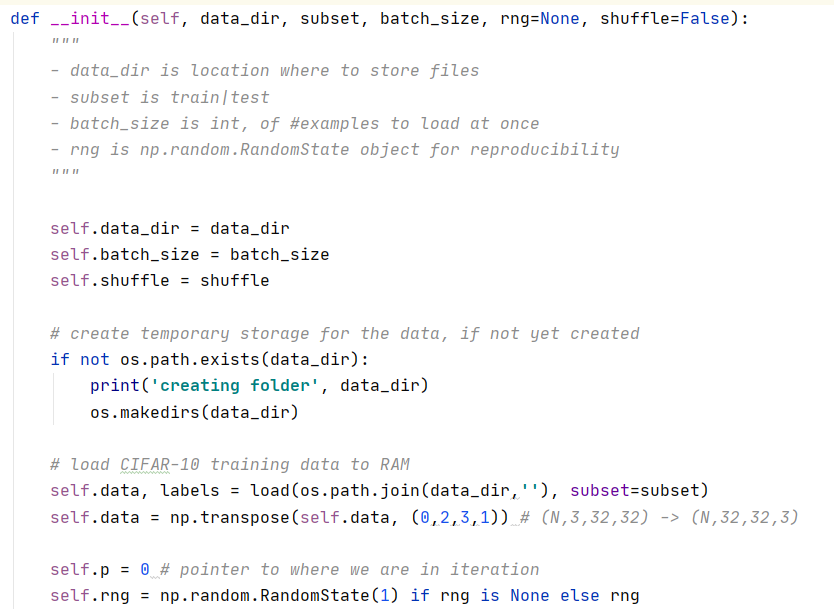 def __init__(self, data_dir, subset, batch_size, rng=None, shuffle=False):
    """
    - data_dir is location where to store files
    - subset is train|test
    - batch_size is int, of #examples to load at once
    - rng is np.random.RandomState object for reproducibility
    """
    self.data_dir = data_dir
    self.batch_size = batch_size
    self.shuffle = shuffle
    # create temporary storage for the data, if not yet created
    if not os.path.exists(data_dir):
        print('creating folder', data_dir)
        os.makedirs(data_dir)
    # load CIFAR-10 training data to RAM
    self.data, labels = load(os.path.join(data_dir,''), subset=subset)
    self.data = np.transpose(self.data, (0,2,3,1)) # (N,3,32,32) -> (N,32,32,3)
    self.p = 0 # pointer to where we are in iteration
    self.rng = np.random.RandomState(1) if rng is None else rng